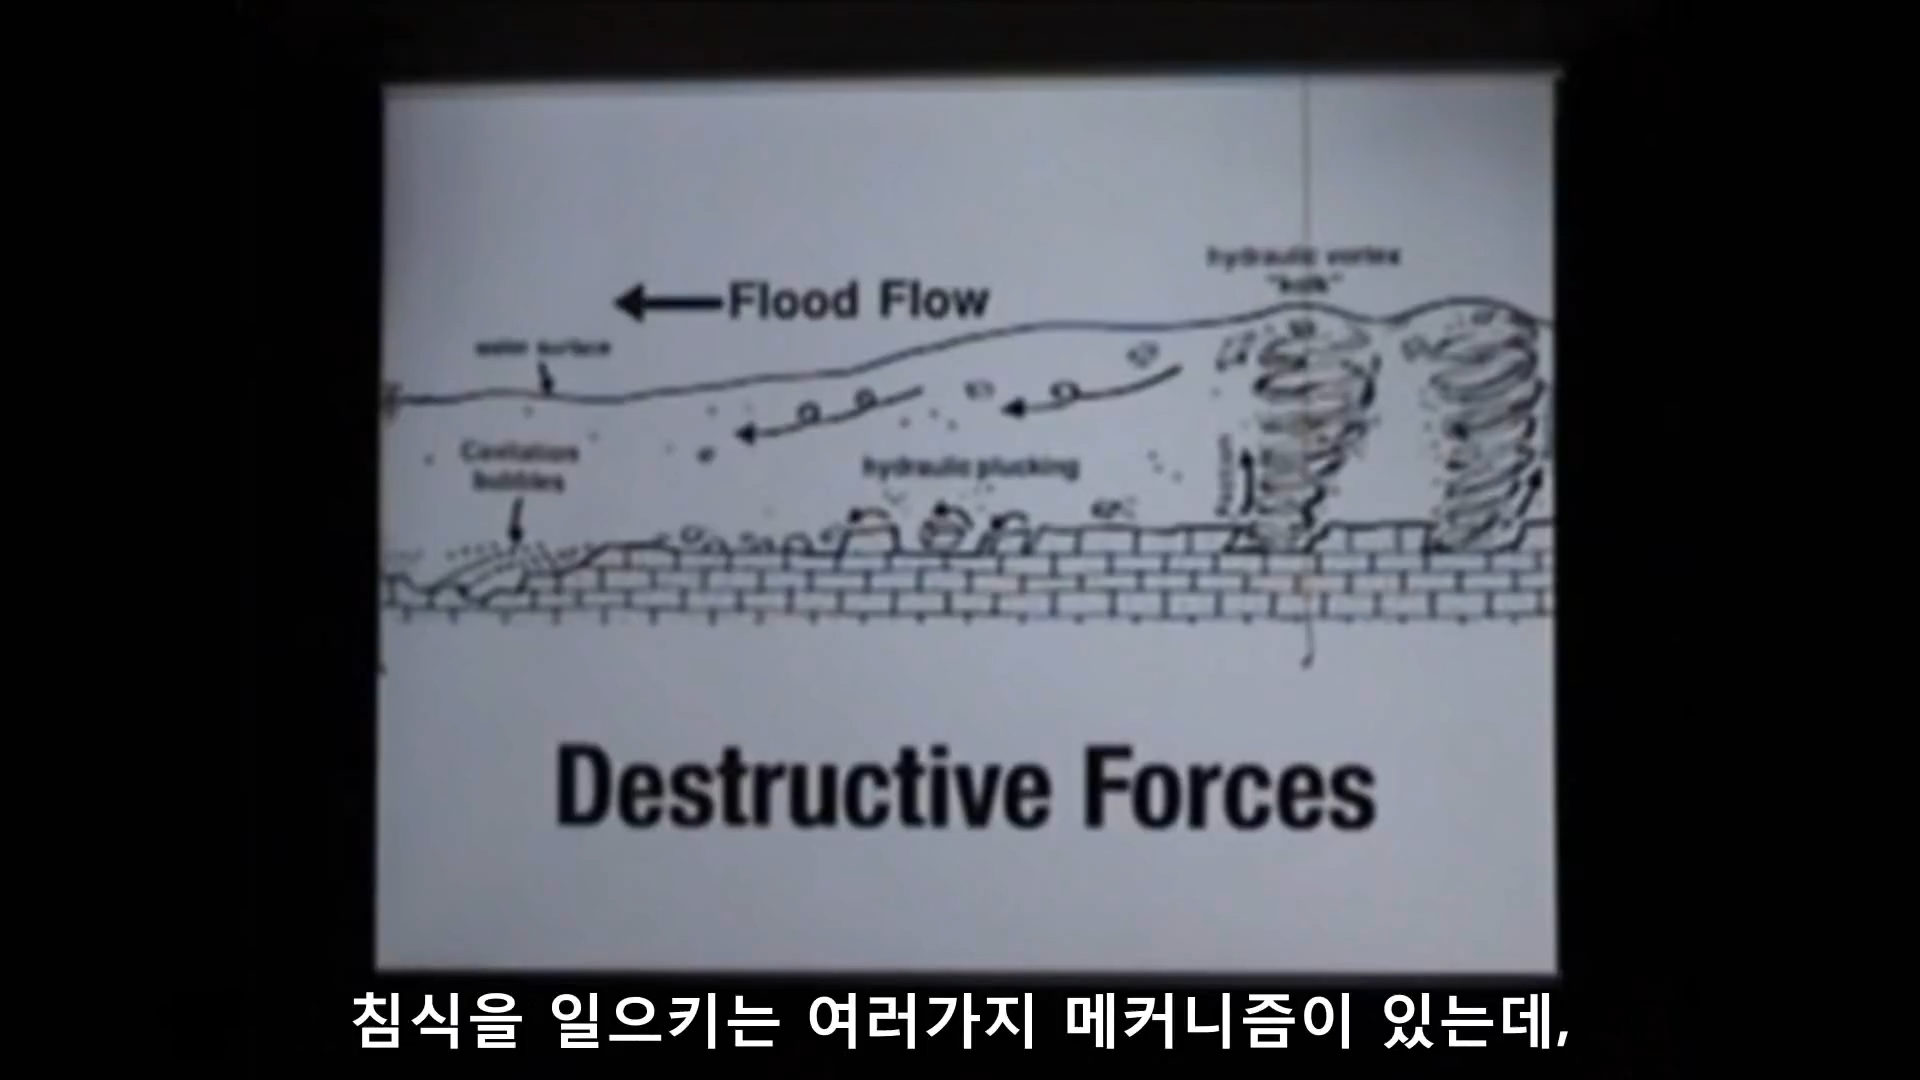 hydraulic vortex
"kolk"
Flood Flow
water surface
Cavitation
bubbles
hydraulic plucking
Destructive Forces
침식을 일으키는 여러가지 메커니즘이 있는데,